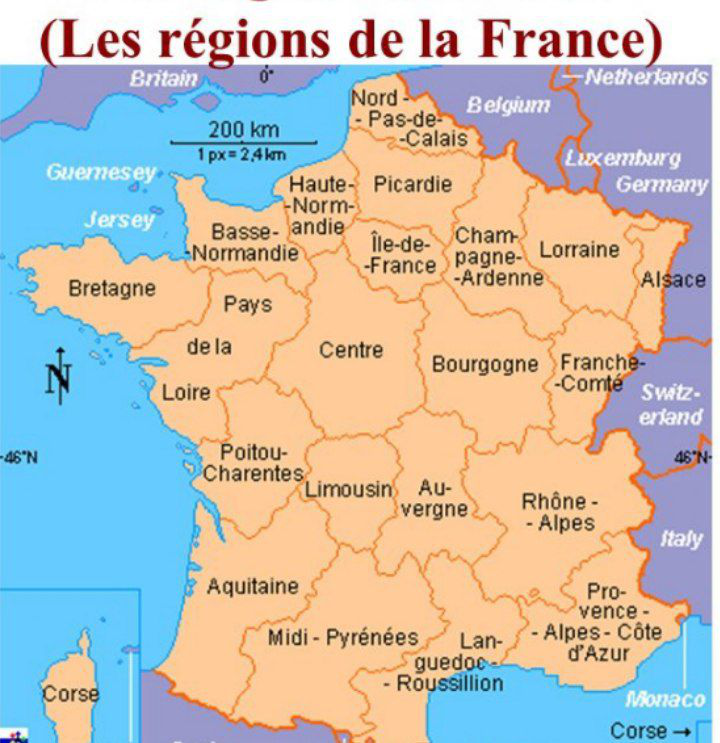 (Les régions de la France)
Britain
0°
Netherlands
Belgium
Nord -
- Pas-de-
-Calais
200 km
1 px = 2,4 km
Luxemburg
Germany
Guernesey
Jersey
Haute-
-Norm-
andie
Picardie
Basse-
-Normandie
Île-de-
-France
Cham-
pagne-
-Ardenne
Lorraine
Alsace
Bretagne
Pays
de la
Loire
Centre
Bourgogne
Franche-
-Comté
Switz-
erland
N
46°N
46°N
Poitou-
Charentes
Limousin
Au-
vergne
Rhône -
- Alpes
Italy
Aquitaine
Midi - Pyrénées
Lan-
guedoc -
- Roussillion
Pro-
vence -
- Alpes - Côte
d'Azur
Monaco
Corse
Corse →